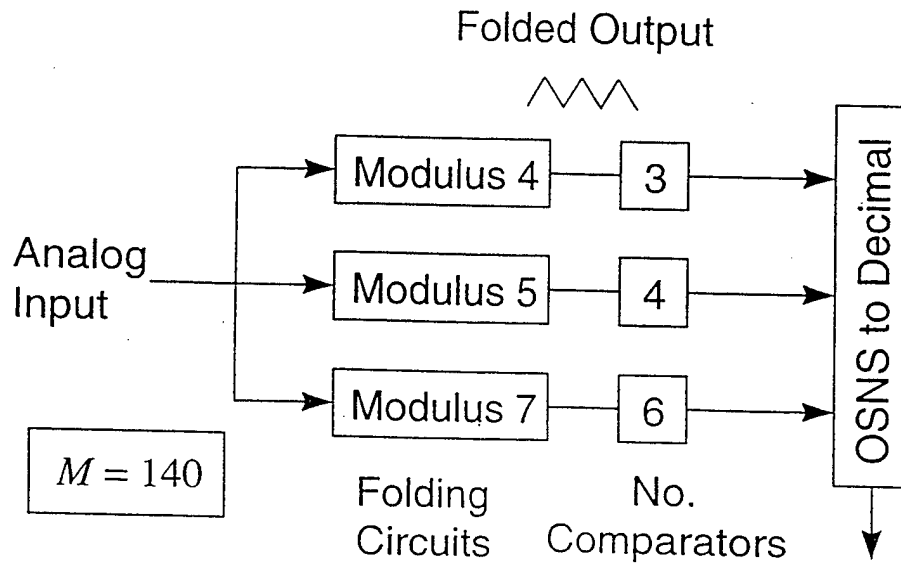 Folded Output
Modulus 4
3
Analog
Input
Modulus 5
4
Modulus 7
6
OSNS to Decimal
M = 140
Folding
Circuits
No.
Comparators